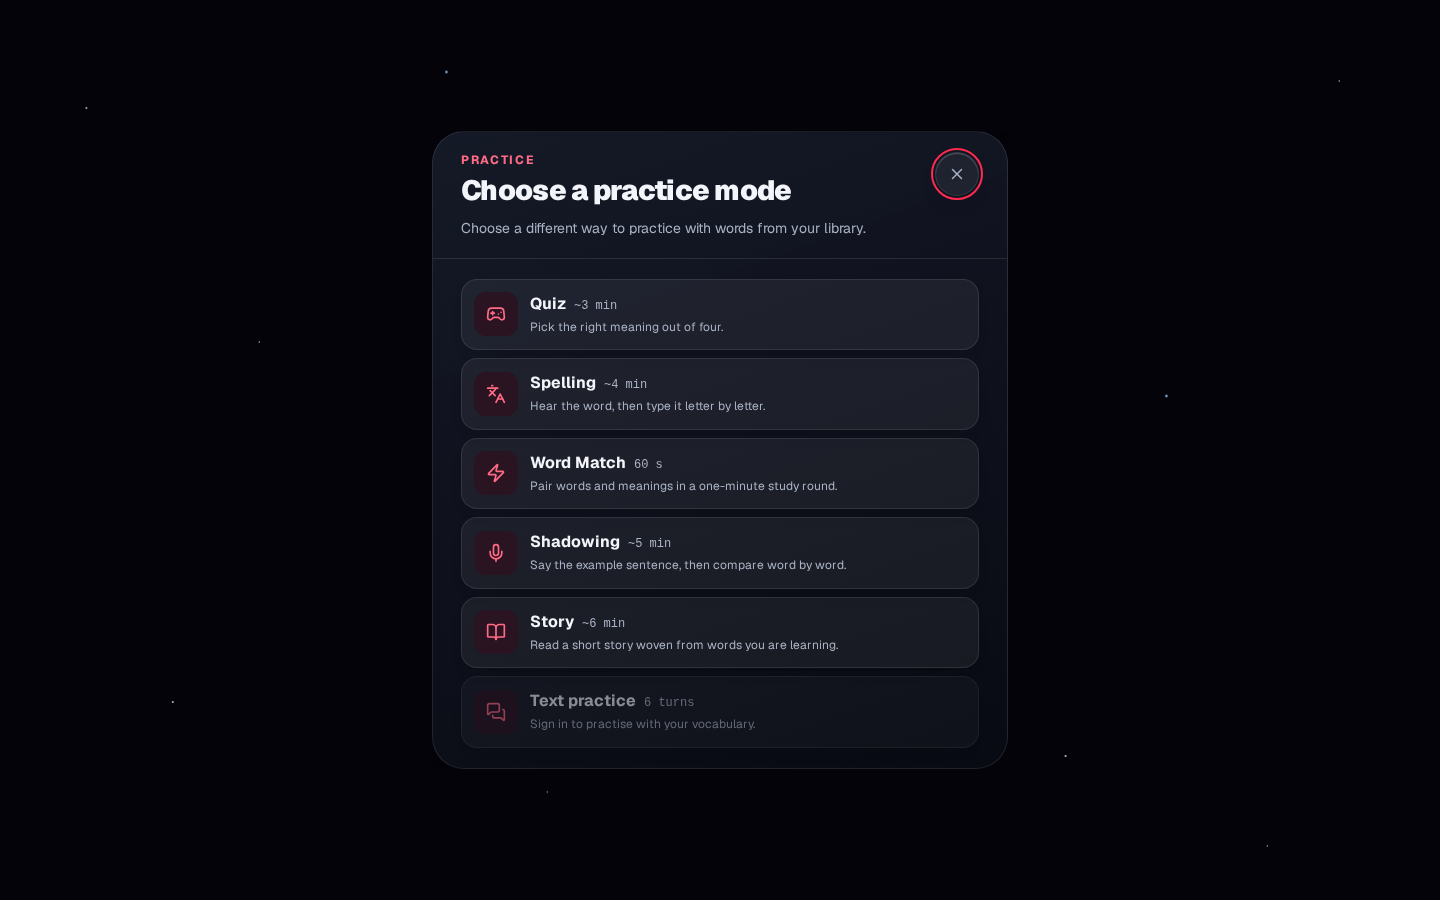 PRACTICE
Choose a practice mode
Choose a different way to practice with words from your library.
Quiz ~3 min
Pick the right meaning out of four.
Spelling ~4 min
Hear the word, then type it letter by letter.
Word Match 60 s
Pair words and meanings in a one-minute study round.
Shadowing ~5 min
Say the example sentence, then compare word by word.
Story ~6 min
Read a short story woven from words you are learning.
Text practice 6 turns
Sign in to practise with your vocabulary.